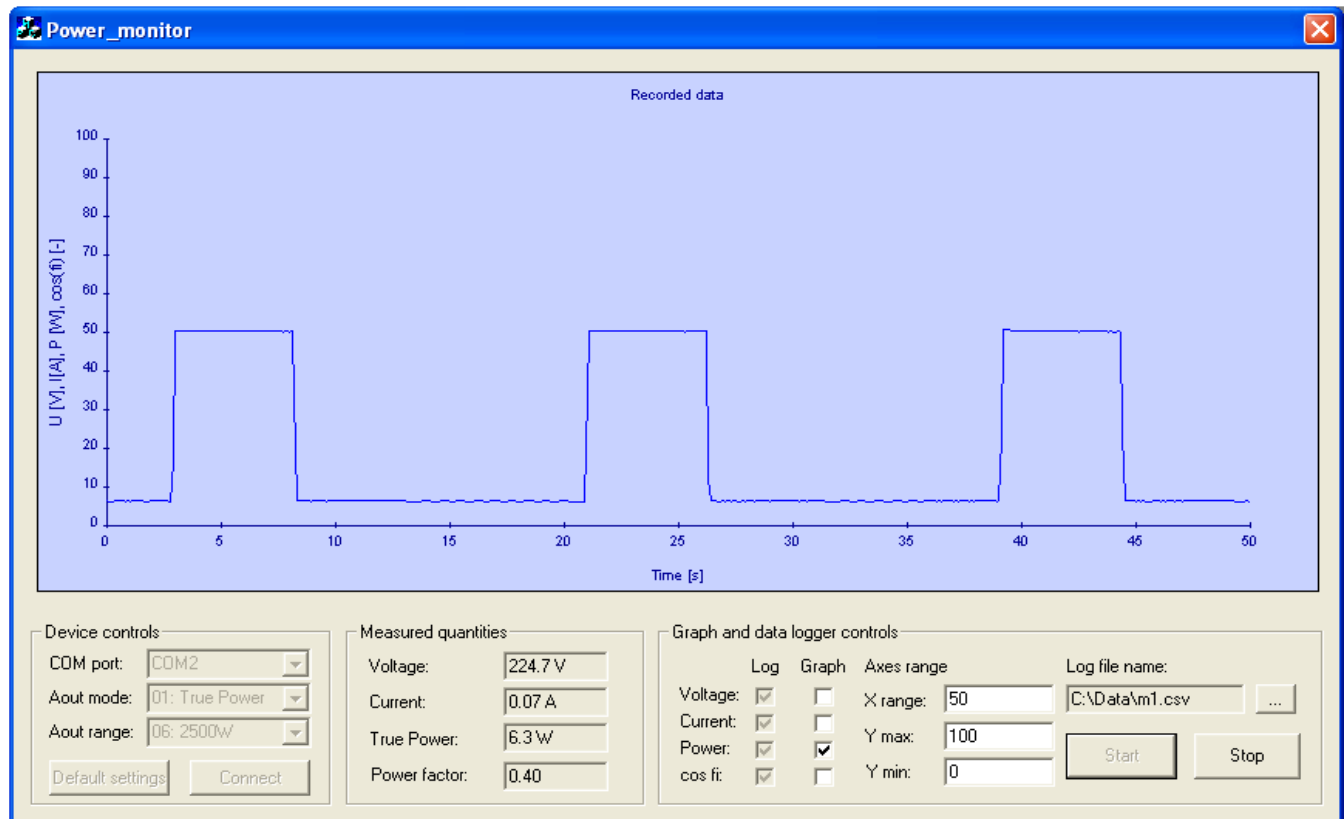 Power_monitor
Recorded data
100
90
80
70
60
50
40
30
20
10
0
U [V], I[A], P [W], cos(fi) [-]
0 5 10 15 20 25 30 35 40 45 50
Time [s]
Device controls
COM port: COM2
Aout mode: 01: True Power
Aout range: 06: 2500W
Default settings Connect
Measured quantities
Voltage: 224.7 V
Current: 0.07 A
True Power: 6.3 W
Power factor: 0.40
Graph and data logger controls
Log Graph Axes range Log file name:
Voltage: X range: 50 C:\Data\m1.csv ...
Current:
Power: Y max: 100 Start Stop
cos fi: Y min: 0